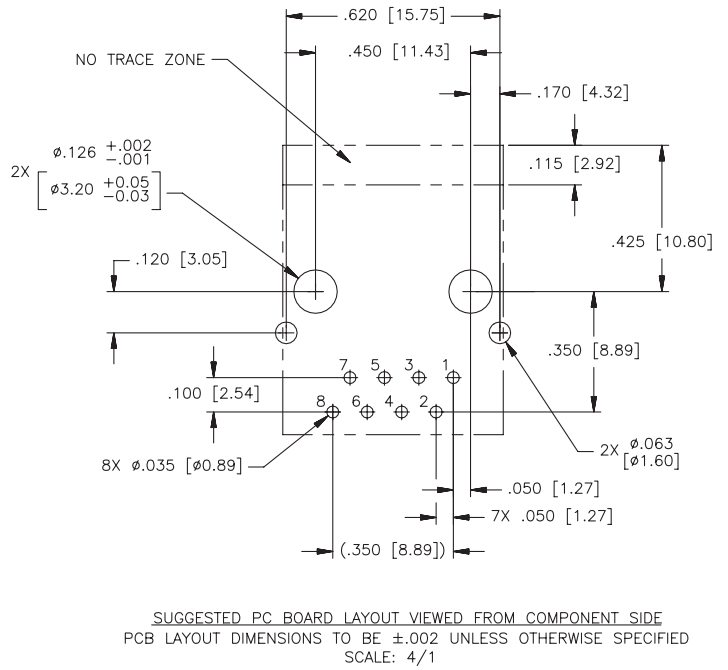 .620 [15.75]
.450 [11.43]
NO TRACE ZONE
.170 [4.32]
ø.126 +.002 -.001
2X
[ø3.20 +0.05 -0.03]
.115 [2.92]
.425 [10.80]
.120 [3.05]
.350 [8.89]
7 5 3 1
.100 [2.54]
8 6 4 2
8X ø.035 [ø0.89]
2X ø.063
[ø1.60]
.050 [1.27]
7X .050 [1.27]
(.350 [8.89])
SUGGESTED PC BOARD LAYOUT VIEWED FROM COMPONENT SIDE
PCB LAYOUT DIMENSIONS TO BE ±.002 UNLESS OTHERWISE SPECIFIED
SCALE: 4/1